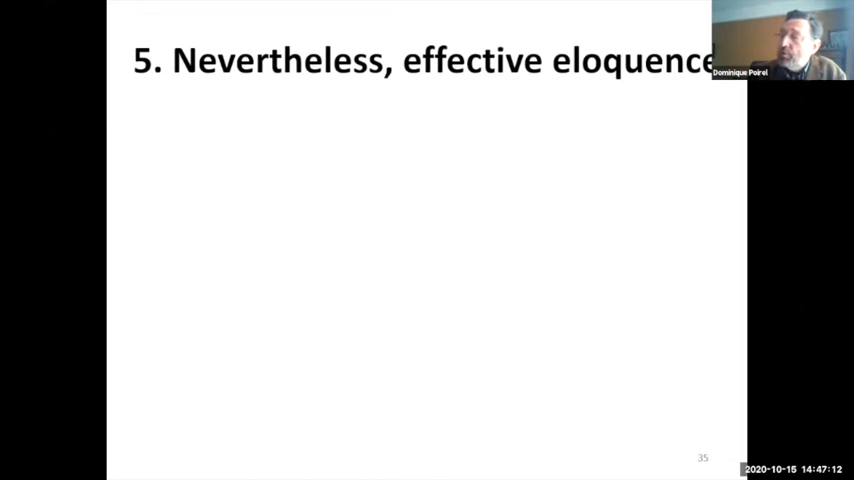 5. Nevertheless, effective eloquence
Dominique Poirel
35
2020-10-15 14:47:12